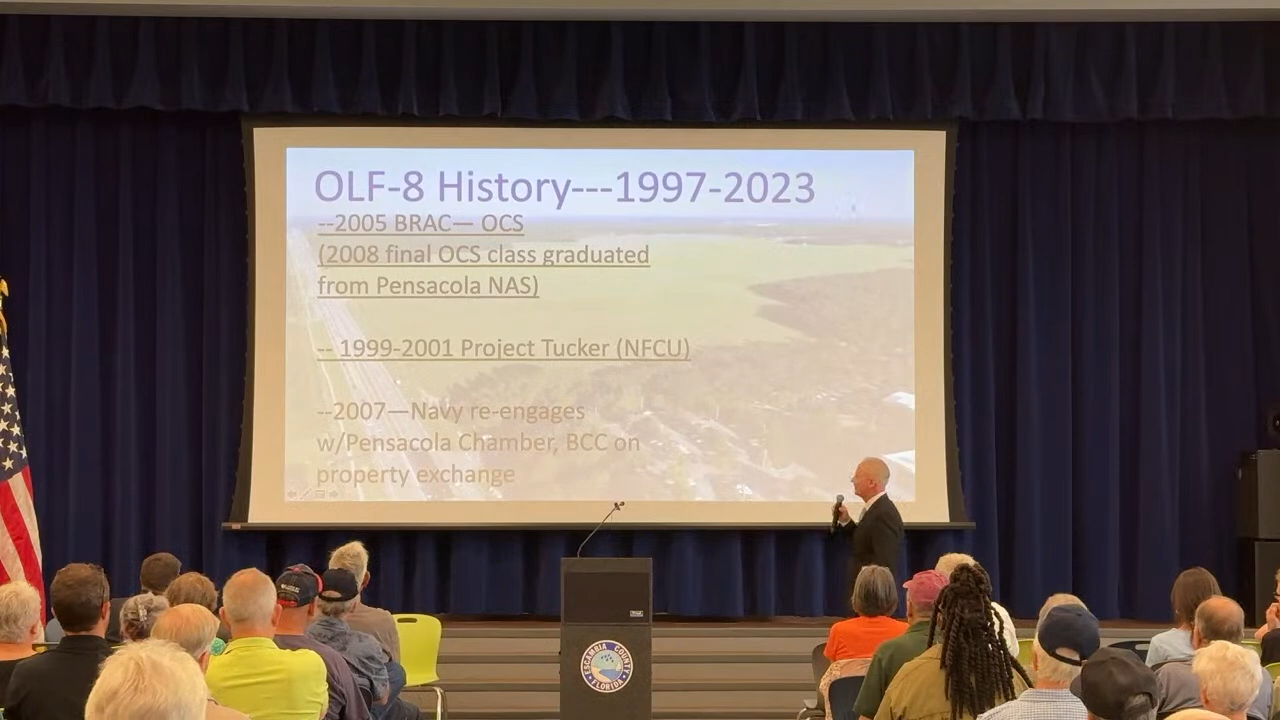 OLF-8 History---1997-2023
--2005 BRAC— OCS
(2008 final OCS class graduated
from Pensacola NAS)
-- 1999-2001 Project Tucker (NFCU)
--2007—Navy re-engages
w/Pensacola Chamber, BCC on
property exchange
ESCAMBIA COUNTY
FLORIDA